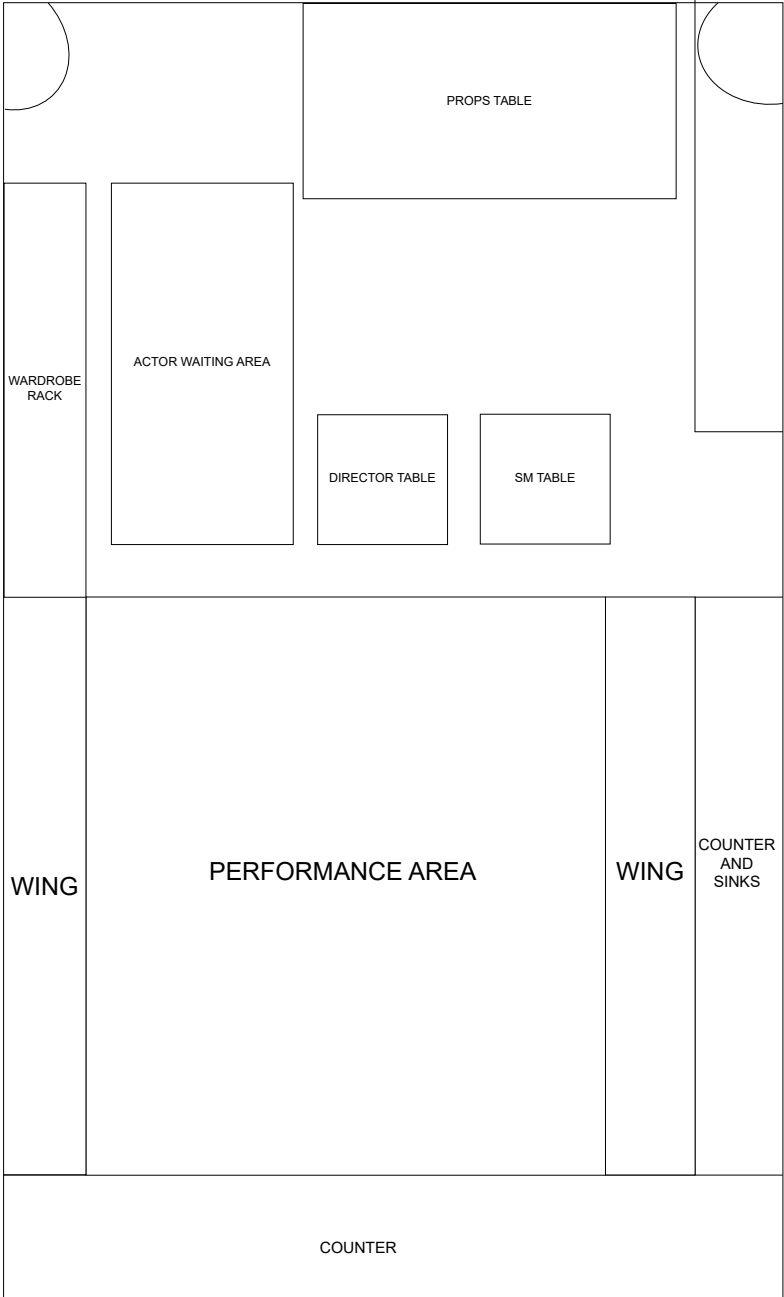 PROPS TABLE
ACTOR WAITING AREA
WARDROBE
RACK
DIRECTOR TABLE
SM TABLE
WING
PERFORMANCE AREA
WING
COUNTER
AND
SINKS
COUNTER